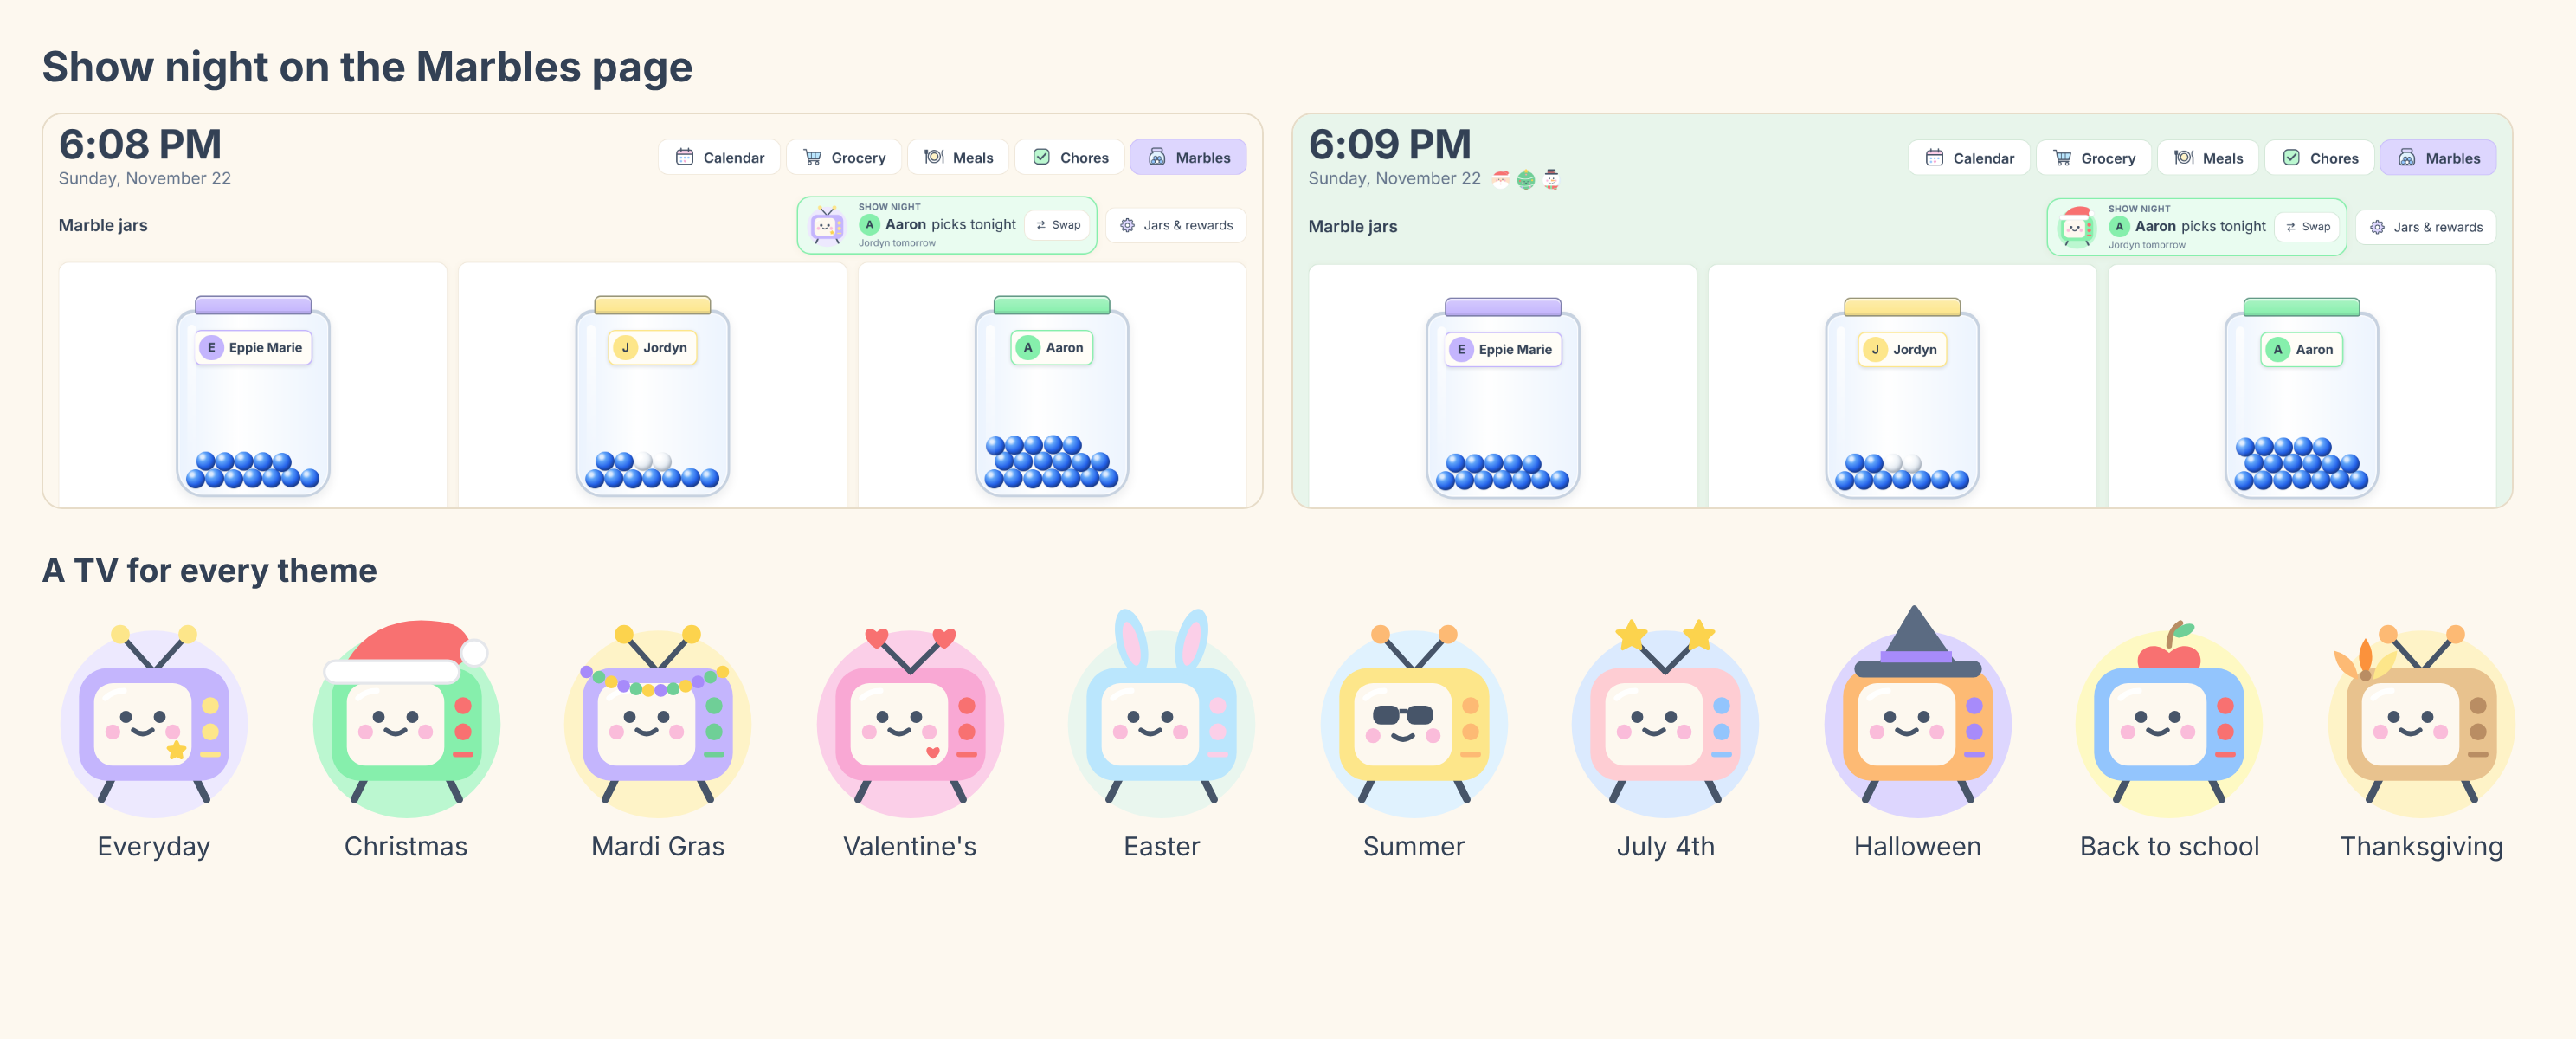 Show night on the Marbles page
6:08 PM
Sunday, November 22
Calendar
Grocery
Meals
Chores
Marbles
Marble jars
SHOW NIGHT
A Aaron picks tonight
Jordyn tomorrow
Swap
Jars & rewards
E Eppie Marie
J Jordyn
A Aaron
6:09 PM
Sunday, November 22
Calendar
Grocery
Meals
Chores
Marbles
Marble jars
SHOW NIGHT
A Aaron picks tonight
Jordyn tomorrow
Swap
Jars & rewards
E Eppie Marie
J Jordyn
A Aaron
A TV for every theme
Everyday
Christmas
Mardi Gras
Valentine's
Easter
Summer
July 4th
Halloween
Back to school
Thanksgiving